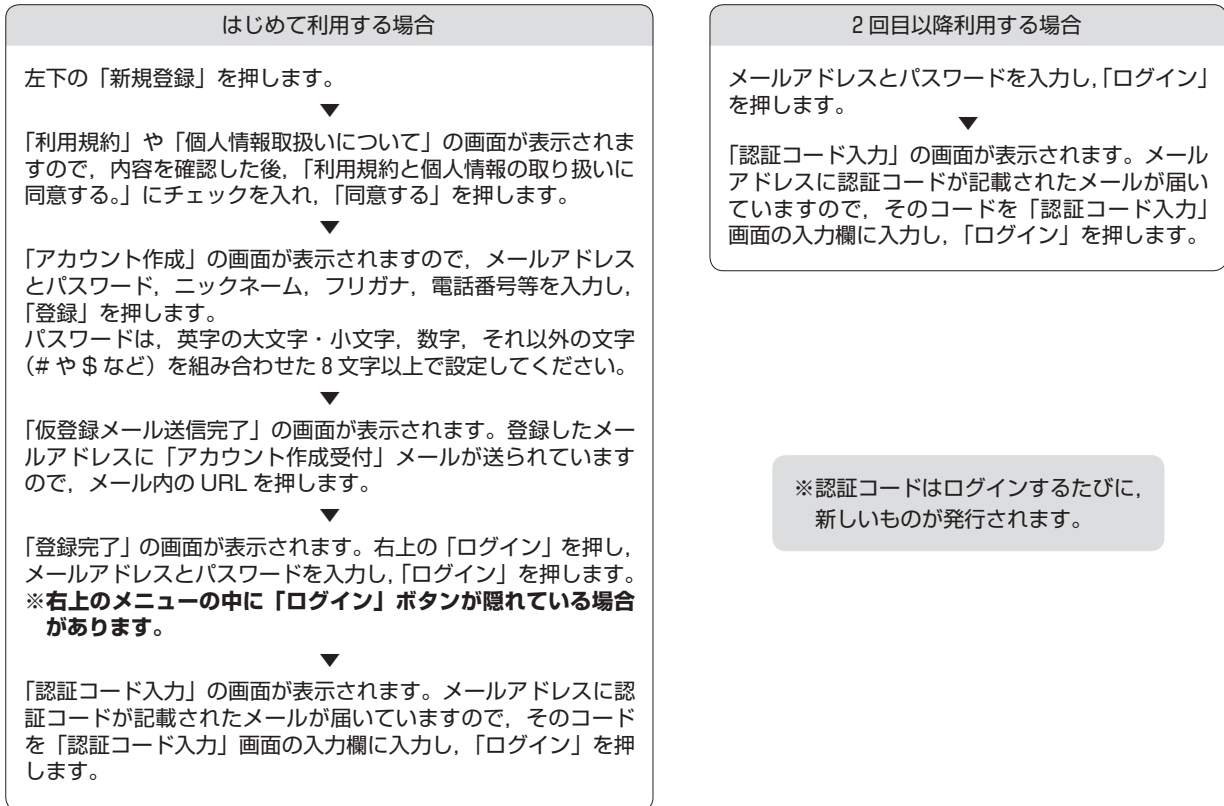 はじめて利用する場合
左下の「新規登録」を押します。
▼
「利用規約」や「個人情報取扱いについて」の画面が表示されま
すので，内容を確認した後，「利用規約と個人情報の取り扱いに
同意する。」にチェックを入れ，「同意する」を押します。
▼
「アカウント作成」の画面が表示されますので，メールアドレス
とパスワード，ニックネーム，フリガナ，電話番号等を入力し，
「登録」を押します。
パスワードは，英字の大文字・小文字，数字，それ以外の文字
（# や $ など）を組み合わせた 8 文字以上で設定してください。
▼
「仮登録メール送信完了」の画面が表示されます。登録したメー
ルアドレスに「アカウント作成受付」メールが送られています
ので，メール内の URL を押します。
▼
「登録完了」の画面が表示されます。右上の「ログイン」を押し，
メールアドレスとパスワードを入力し，「ログイン」を押します。
※右上のメニューの中に「ログイン」ボタンが隠れている場合
があります。
▼
「認証コード入力」の画面が表示されます。メールアドレスに認
証コードが記載されたメールが届いていますので，そのコード
を「認証コード入力」画面の入力欄に入力し，「ログイン」を押
します。
2 回目以降利用する場合
メールアドレスとパスワードを入力し，「ログイン」
を押します。
▼
「認証コード入力」の画面が表示されます。メール
アドレスに認証コードが記載されたメールが届い
ていますので，そのコードを「認証コード入力」
画面の入力欄に入力し，「ログイン」を押します。
※認証コードはログインするたびに，
新しいものが発行されます。